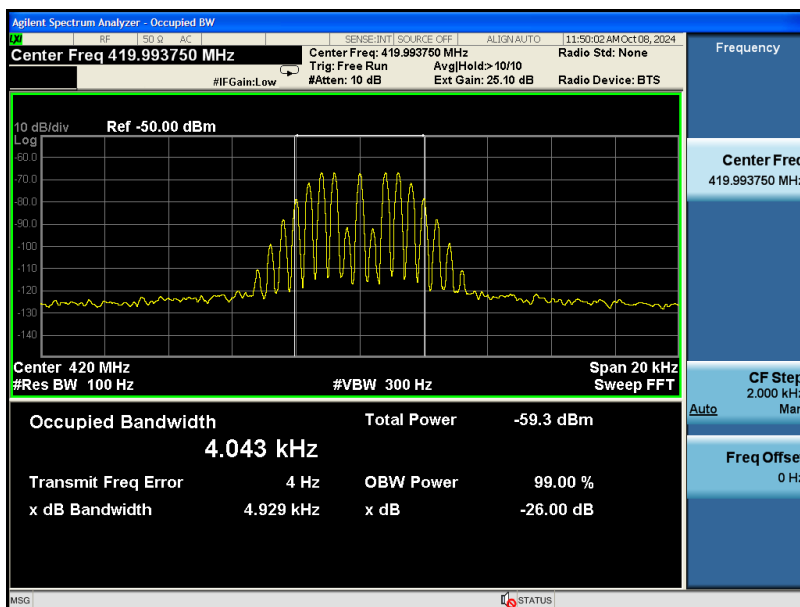 Agilent Spectrum Analyzer - Occupied BW
LXI RF 50 Ω AC SENSE:INT SOURCE OFF ALIGN AUTO 11:50:02 AM Oct 08, 2024
Center Freq 419.993750 MHz
Center Freq: 419.993750 MHz Radio Std: None
Trig: Free Run Avg|Hold:>10/10
#IFGain:Low #Atten: 10 dB Ext Gain: 25.10 dB Radio Device: BTS
10 dB/div Ref -50.00 dBm
Log
-60.0
-70.0
-80.0
-90.0
-100
-110
-120
-130
-140
Center 420 MHz Span 20 kHz
#Res BW 100 Hz #VBW 300 Hz Sweep FFT
Occupied Bandwidth Total Power -59.3 dBm
4.043 kHz
Transmit Freq Error 4 Hz OBW Power 99.00 %
x dB Bandwidth 4.929 kHz x dB -26.00 dB
MSG STATUS
Frequency
Center Freq
419.993750 MHz
CF Step
2.000 kHz
Auto Man
Freq Offset
0 Hz